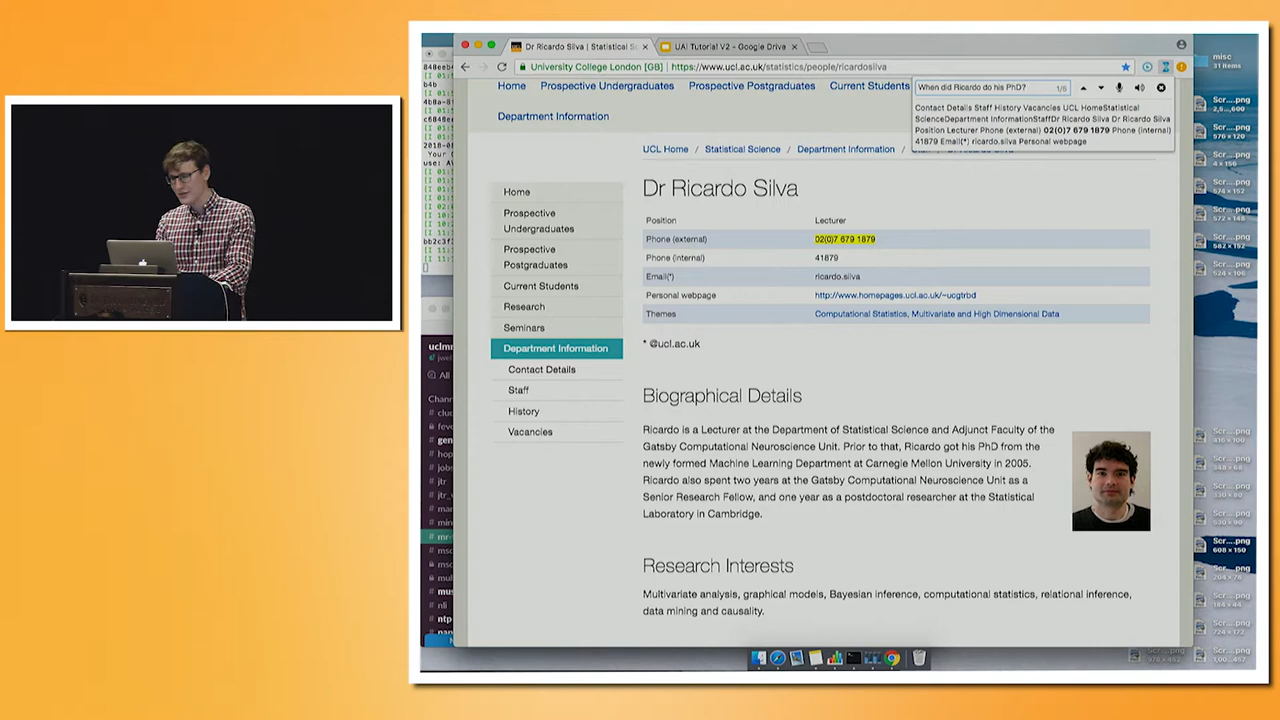 Dr Ricardo Silva | Statistical Sc
UAI Tutorial V2 - Google Drive
University College London [GB]
https://www.ucl.ac.uk/statistics/people/ricardosilva
Home
Prospective Undergraduates
Prospective Postgraduates
Current Students
Department Information
When did Ricardo do his PhD?
1/5
Contact Details Staff History Vacancies UCL HomeStatistical
ScienceDepartment InformationStaffDr Ricardo Silva Dr Ricardo Silva
Position Lecturer Phone (external) 02(0)7 679 1879 Phone (internal)
41879 Email(*) ricardo.silva Personal webpage
UCL Home / Statistical Science / Department Information /
Home
Prospective
Undergraduates
Prospective
Postgraduates
Current Students
Research
Seminars
Department Information
Contact Details
Staff
History
Vacancies
Dr Ricardo Silva
Position Lecturer
Phone (external) 02(0)7 679 1879
Phone (internal) 41879
Email(*) ricardo.silva
Personal webpage http://www.homepages.ucl.ac.uk/~ucgtrbd
Themes Computational Statistics, Multivariate and High Dimensional Data
* @ucl.ac.uk
Biographical Details
Ricardo is a Lecturer at the Department of Statistical Science and Adjunct Faculty of the
Gatsby Computational Neuroscience Unit. Prior to that, Ricardo got his PhD from the
newly formed Machine Learning Department at Carnegie Mellon University in 2005.
Ricardo also spent two years at the Gatsby Computational Neuroscience Unit as a
Senior Research Fellow, and one year as a postdoctoral researcher at the Statistical
Laboratory in Cambridge.
Research Interests
Multivariate analysis, graphical models, Bayesian inference, computational statistics, relational inference,
data mining and causality.
misc
31 items